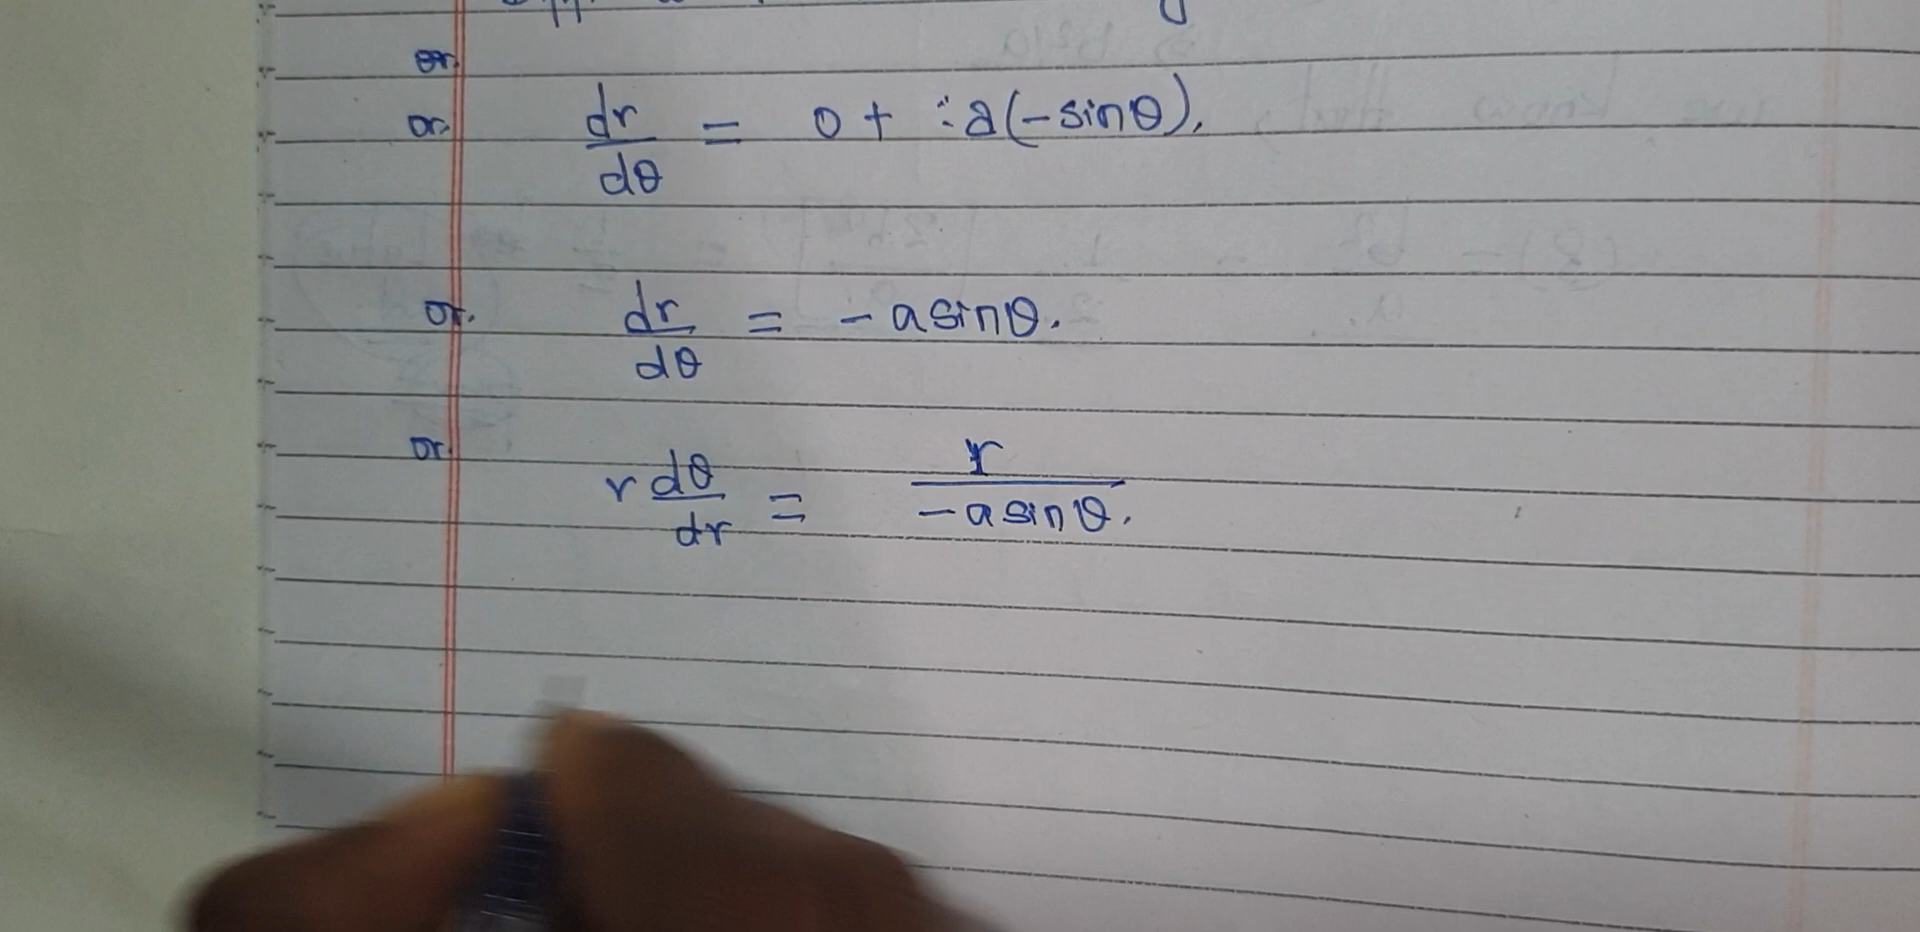 or.
or. dr/dθ = 0 + a(-sinθ).
or. dr/dθ = - a sinθ.
or. r dθ/dr = r/-a sinθ.